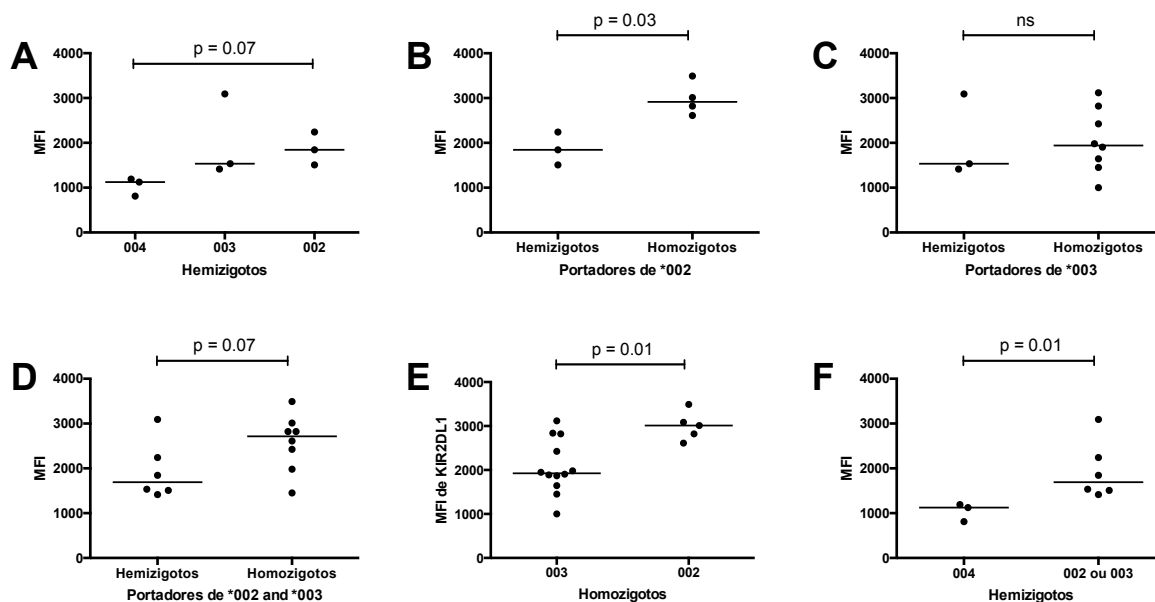 A
p = 0.07
4000
3000
2000
1000
0
MFI
004 003 002
Hemizigotos
B
p = 0.03
4000
3000
2000
1000
0
MFI
Hemizigotos Homozigotos
Portadores de *002
C
ns
4000
3000
2000
1000
0
MFI
Hemizigotos Homozigotos
Portadores de *003
D
p = 0.07
4000
3000
2000
1000
0
MFI
Hemizigotos Homozigotos
Portadores de *002 and *003
E
p = 0.01
4000
3000
2000
1000
0
MFI de KIR2DL1
003 002
Homozigotos
F
p = 0.01
4000
3000
2000
1000
0
MFI
004 002 ou 003
Hemizigotos